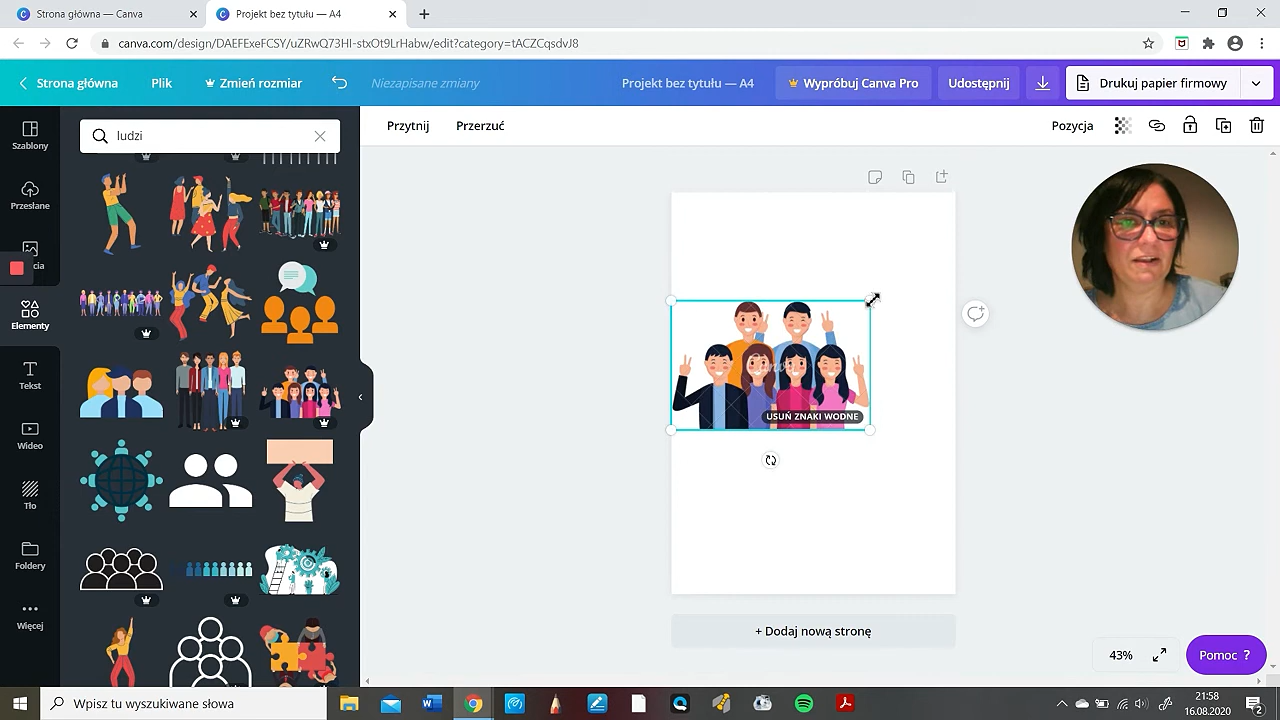 Strona główna — Canva
Projekt bez tytułu — A4
canva.com/design/DAEFExeFCSY/uZRwQ73HI-stxOt9LrHabw/edit?category=tACZCqsdvJ8
Strona główna
Plik
Zmień rozmiar
Niezapisane zmiany
Projekt bez tytułu — A4
Wypróbuj Canva Pro
Udostępnij
Drukuj papier firmowy
ludzi
Przytnij
Przerzuć
Pozycja
Szablony
Przesłane
Elementy
Tekst
Wideo
Tło
Foldery
Więcej
USUŃ ZNAKI WODNE
+ Dodaj nową stronę
43%
Pomoc ?
Wpisz tu wyszukiwane słowa
21:58
16.08.2020
2